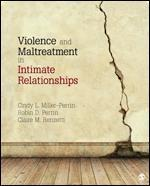 Violence and
Maltreatment
in
Intimate
Relationships
Cindy L. Miller-Perrin
Robin D. Perrin
Claire M. Renzetti